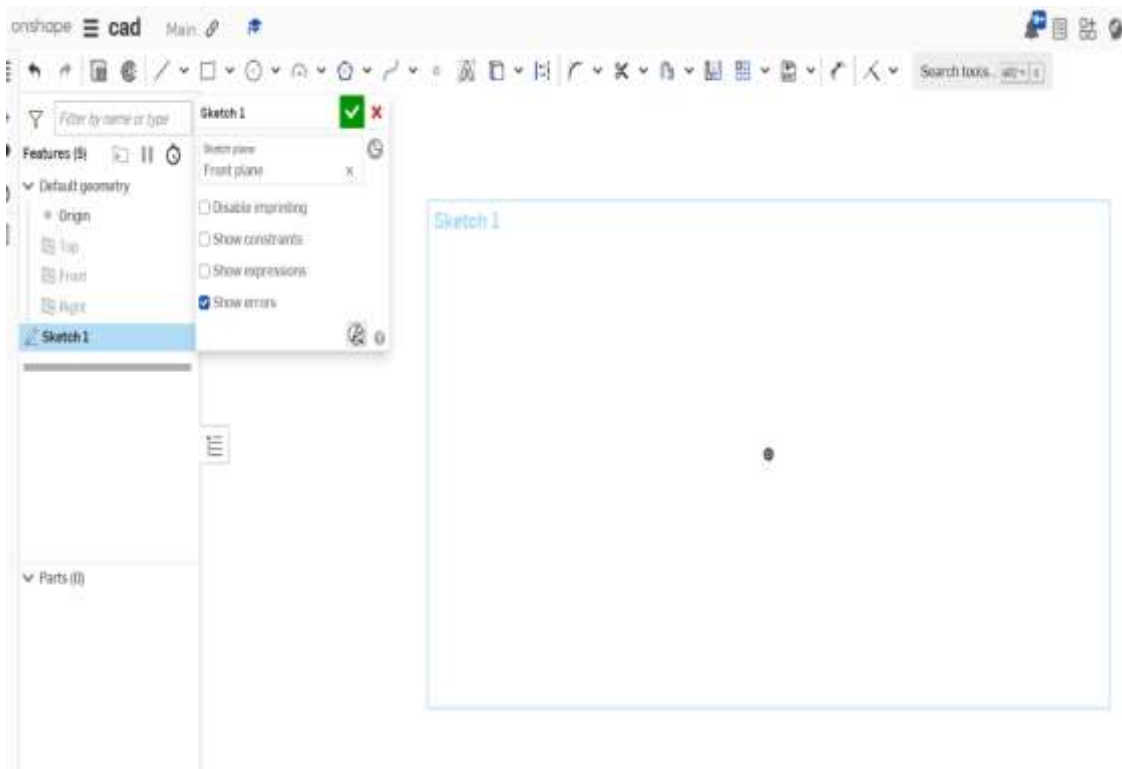 onshape cad Main
Search tools... alt+ c
Filter by name or type
Features (5)
Default geometry
Origin
Top
Front
Right
Sketch 1
Parts (0)
Sketch 1
Sketch plane
Front plane
Disable imprinting
Show constraints
Show expressions
Show errors
Sketch 1